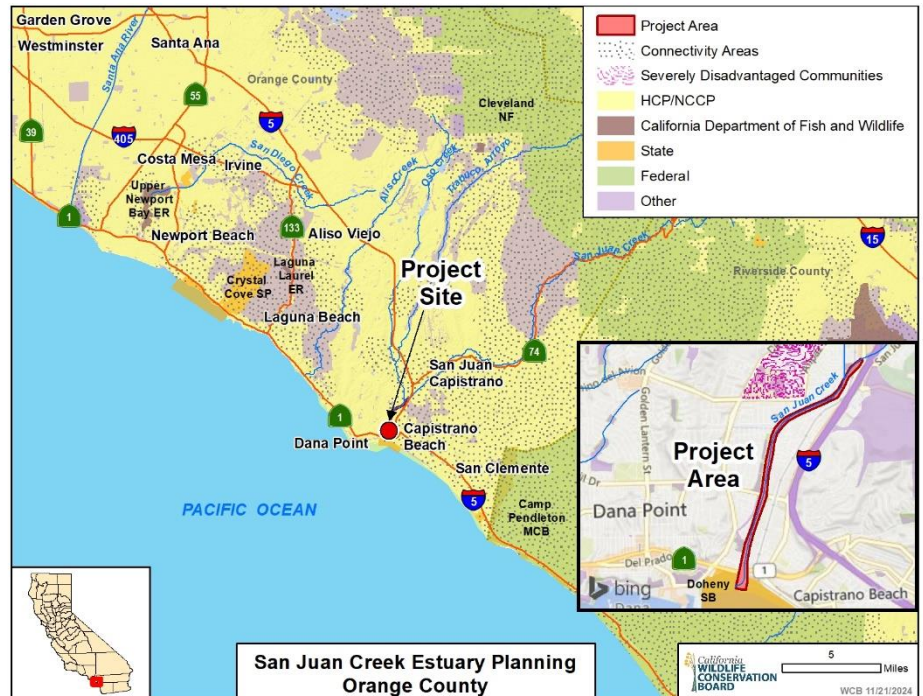 Garden Grove
Westminster
Santa Ana
Santa Ana River
Orange County
Cleveland
NF
55
5
39
405
Costa Mesa
Irvine
San Diego Creek
Aliso Creek
Oso Creek
Trabuco Arroyo
Upper
Newport
Bay ER
1
Newport Beach
133
Aliso Viejo
Laguna
Laurel
ER
Crystal
Cove SP
Laguna Beach
Project
Site
San Juan Creek
15
Riverside County
74
San Juan
Capistrano
1
Dana Point
Capistrano
Beach
San Clemente
5
Camp
Pendleton
MCB
PACIFIC OCEAN
Project Area
Connectivity Areas
Severely Disadvantaged Communities
HCP/NCCP
California Department of Fish and Wildlife
State
Federal
Other
Golden Lantern St
San Juan Creek
Project
Area
5
Dana Point
1
Del Prado
1
Doheny
SB
Capistrano Beach
bing
San Juan Creek Estuary Planning
Orange County
California
WILDLIFE
CONSERVATION
BOARD
5
Miles
WCB 11/21/2024